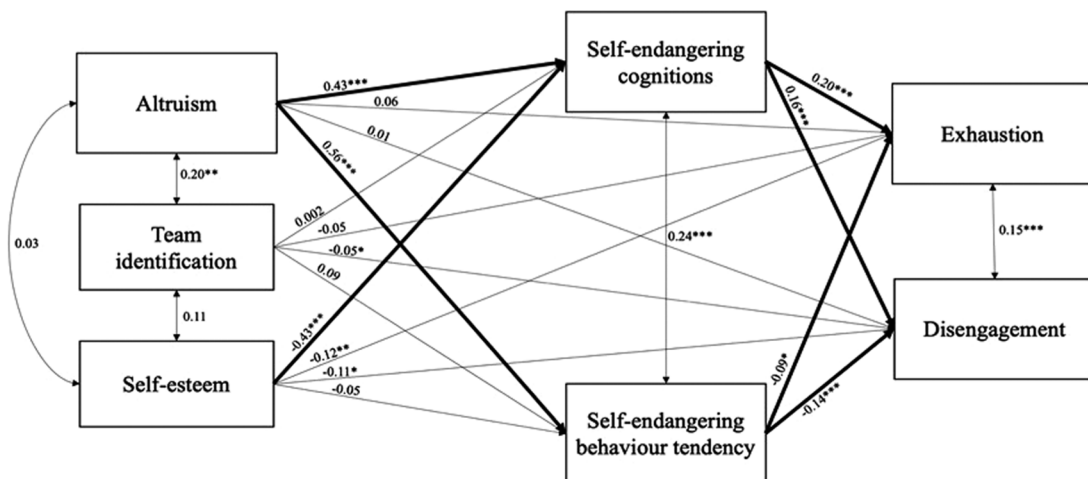 Self-endangering
cognitions
Altruism
0.43***
0.06
0.01
0.56***
0.20***
0.16***
Exhaustion
0.20**
0.03
Team
identification
0.002
-0.05
-0.05*
0.09
0.24***
0.15***
0.11
Self-esteem
-0.43***
-0.12**
-0.11*
-0.05
Disengagement
-0.09*
-0.14***
Self-endangering
behaviour tendency